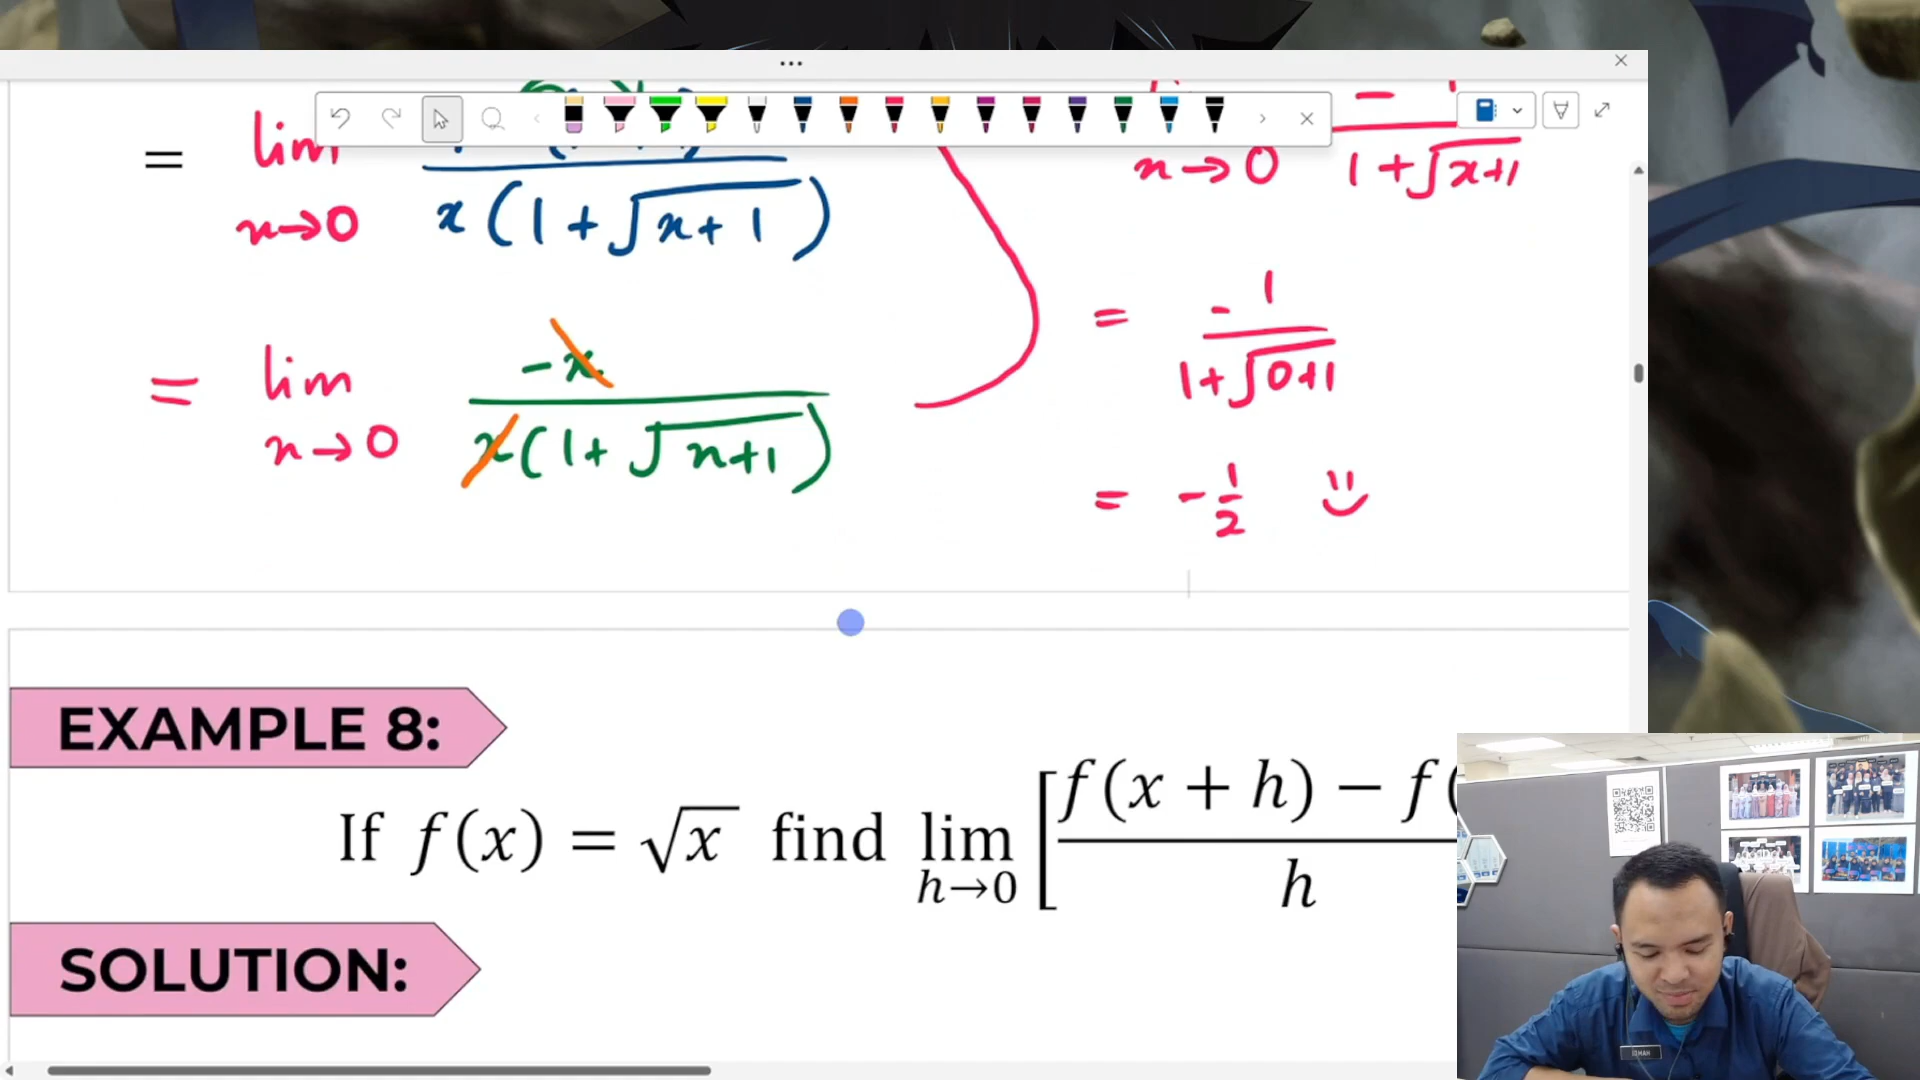 = lim x→0
x(1+√x+1)
= lim x→0 -x / x(1+√x+1)
x→0 - / 1+√x+1
= -1 / 1+√0+1
= -1/2
EXAMPLE 8:
If f(x) = √x find lim h→0 [f(x + h) − f( / h
SOLUTION:
IDMAH